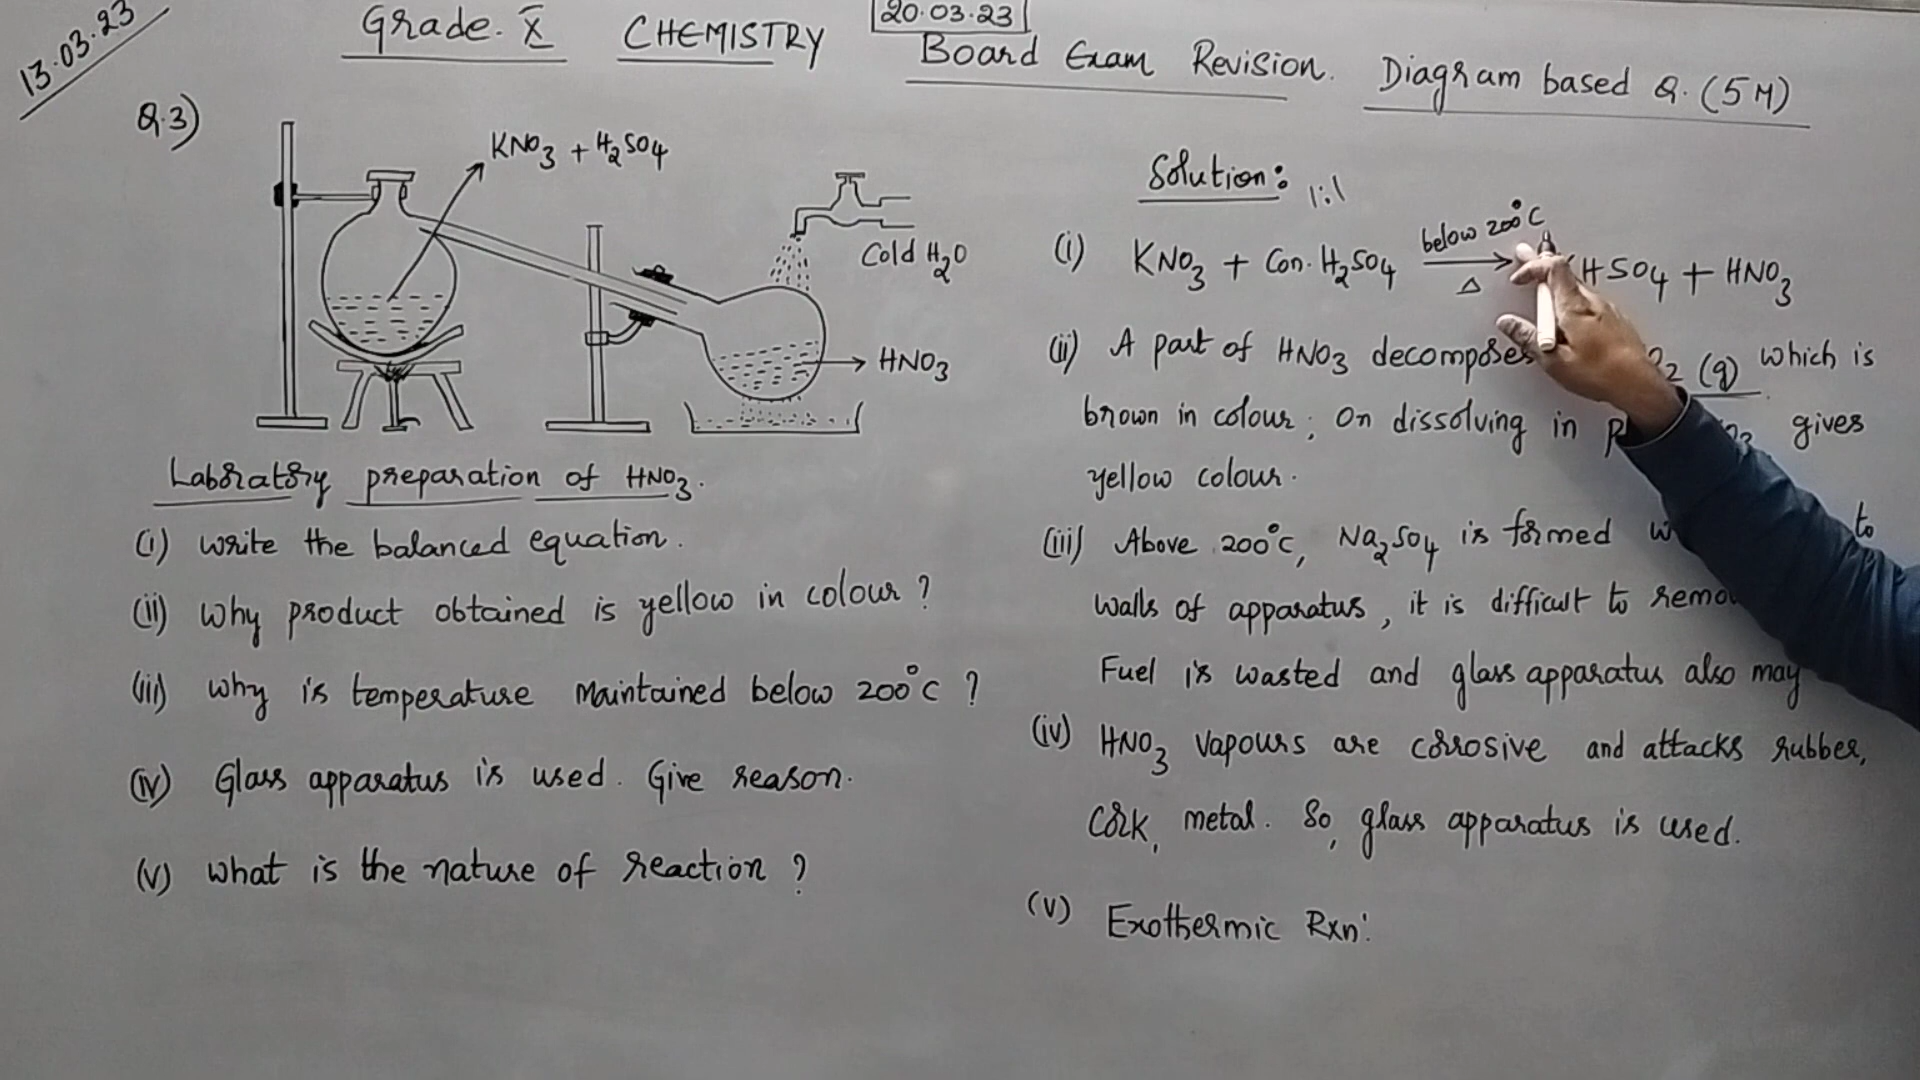 13.03.23
Grade. X CHEMISTRY
20.03.23
Board Exam Revision. Diagram based Q. (5M)
Q.3)
KNO3 + H2SO4
Cold H2O
HNO3
Labratory preparation of HNO3.
(i) write the balanced equation.
(ii) why product obtained is yellow in colour?
(iii) why is temperature Maintained below 200°C?
(iv) Glass apparatus is used. Give reason.
(v) what is the nature of reaction?
Solution:
1:1
(i) KNO3 + Con. H2SO4 below 200°C → Δ HSO4 + HNO3
(ii) A part of HNO3 decomposes (g) which is
brown in colour; On dissolving in gives
yellow colour.
(iii) Above 200°C, Na2SO4 is formed to
walls of apparatus, it is difficult to
Fuel is wasted and glass apparatus also may
(iv) HNO3 Vapours are corrosive and attacks rubber,
cork, metal. So, glass apparatus is used.
(v) Exothermic Rxn: